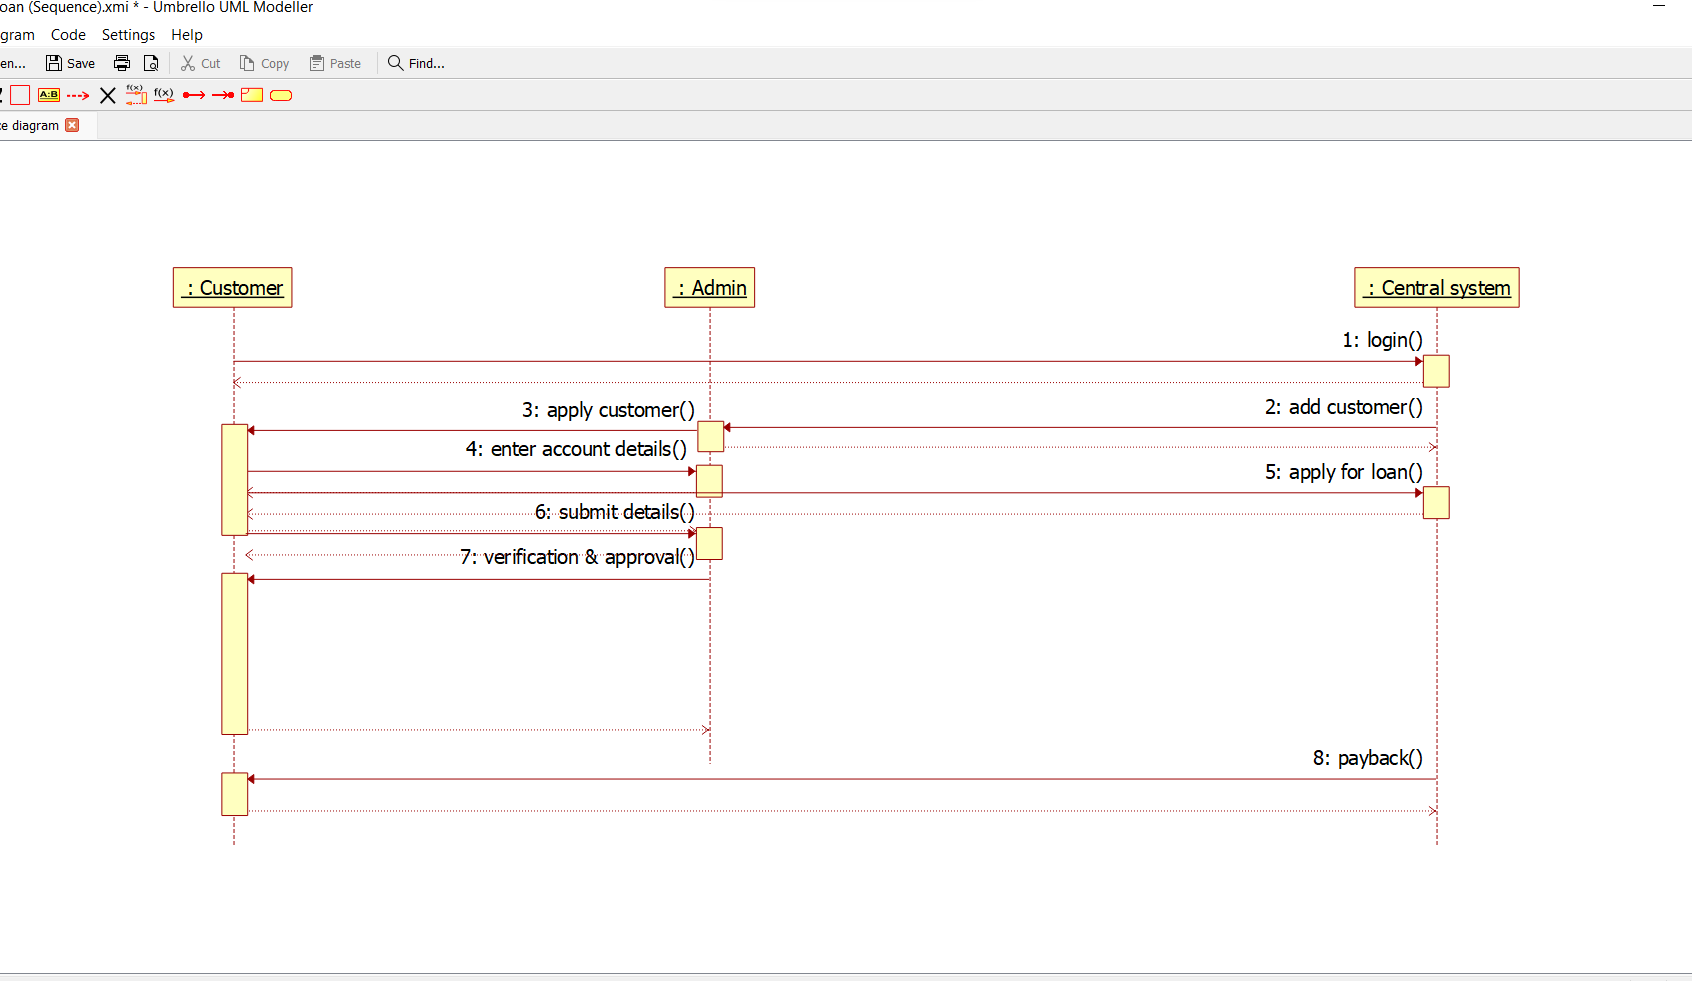 oan (Sequence).xmi * - Umbrello UML Modeller
gram Code Settings Help
en... Save Cut Copy Paste Find...
A:B f(x) f(x)
ce diagram
: Customer : Admin : Central system
1: login()
3: apply customer() 2: add customer()
4: enter account details()
5: apply for loan()
6: submit details()
7: verification & approval()
8: payback()